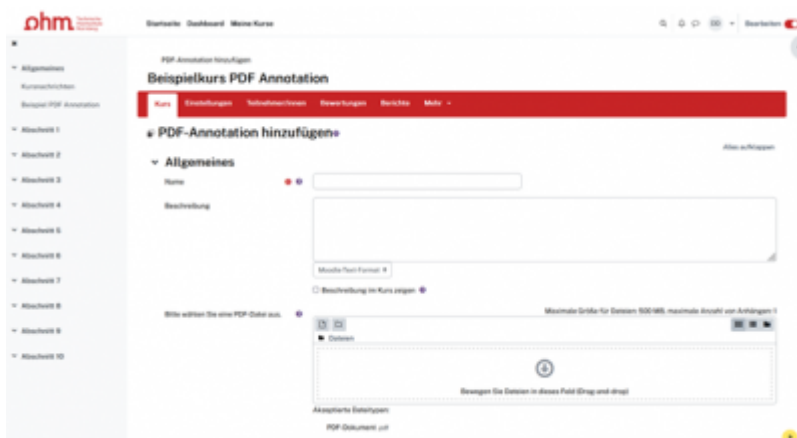 ohm Technische Hochschule Nürnberg
Startseite Dashboard Meine Kurse
Bearbeiten
Allgemeines
Kursnachrichten
Beispiel PDF Annotation
Abschnitt 1
Abschnitt 2
Abschnitt 3
Abschnitt 4
Abschnitt 5
Abschnitt 6
Abschnitt 7
Abschnitt 8
Abschnitt 9
Abschnitt 10
PDF-Annotation hinzufügen
Beispielkurs PDF Annotation
Kurs Einstellungen Teilnehmer/innen Bewertungen Berichte Mehr
PDF-Annotation hinzufügen
Alles aufklappen
Allgemeines
Name
Beschreibung
Moodle-Text-Format
Beschreibung im Kurs zeigen
Bitte wählen Sie eine PDF-Datei aus.
Maximale Größe für Dateien: 500 MB, maximale Anzahl von Anhängen: 1
Dateien
Bewegen Sie Dateien in dieses Feld (Drag-and-drop)
Akzeptierte Dateitypen:
PDF-Dokument .pdf